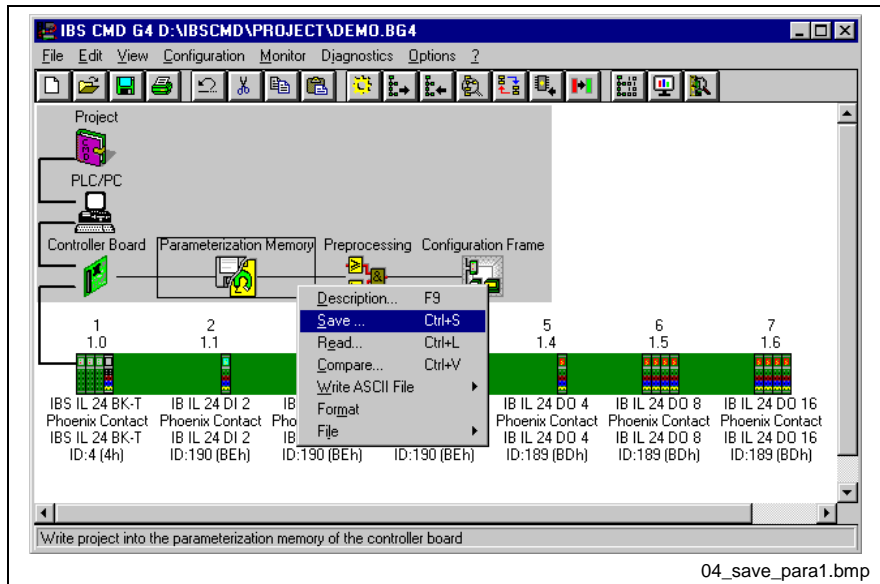 IBS CMD G4 D:\IBSCMD\PROJECT\DEMO.BG4
File Edit View Configuration Monitor Diagnostics Options ?
Project
CMD
PLC/PC
Controller Board Parameterization Memory Preprocessing Configuration Frame
Description... F9
Save ... Ctrl+S
Read... Ctrl+L
Compare... Ctrl+V
Write ASCII File
Format
File
1 2 5 6 7
1.0 1.1 1.4 1.5 1.6
IBS IL 24 BK-T IB IL 24 DI 2 IB IB IL 24 DO 4 IB IL 24 DO 8 IB IL 24 DO 16
Phoenix Contact Phoenix Contact Pho Phoenix Contact Phoenix Contact Phoenix Contact
IBS IL 24 BK-T IB IL 24 DI 2 IB IB IL 24 DO 4 IB IL 24 DO 8 IB IL 24 DO 16
ID:4 (4h) ID:190 (BEh) ID:190 (BEh) ID:190 (BEh) ID:189 (BDh) ID:189 (BDh) ID:189 (BDh)
Write project into the parameterization memory of the controller board
04_save_para1.bmp